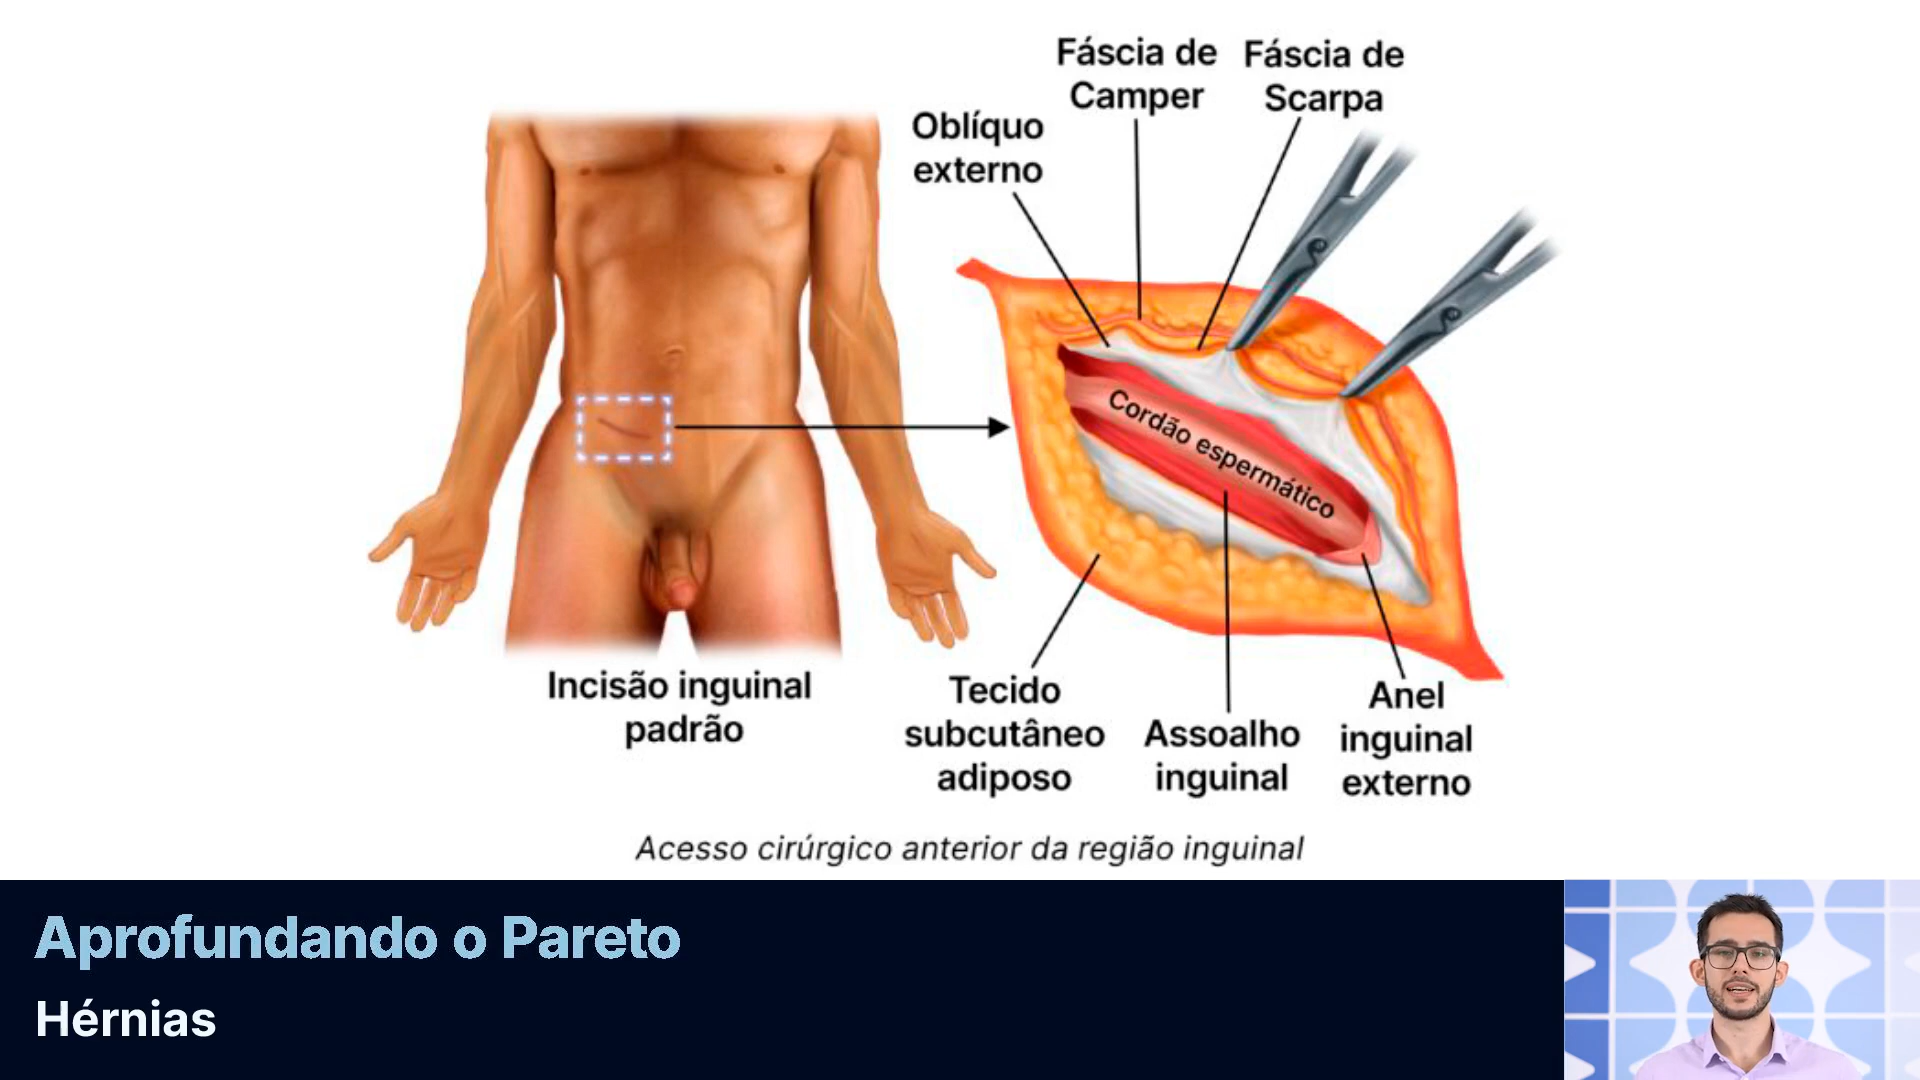 Fáscia de
Camper
Fáscia de
Scarpa
Oblíquo
externo
Cordão espermático
Incisão inguinal
padrão
Tecido
subcutâneo
adiposo
Assoalho
inguinal
Anel
inguinal
externo
Acesso cirúrgico anterior da região inguinal
Aprofundando o Pareto
Hérnias